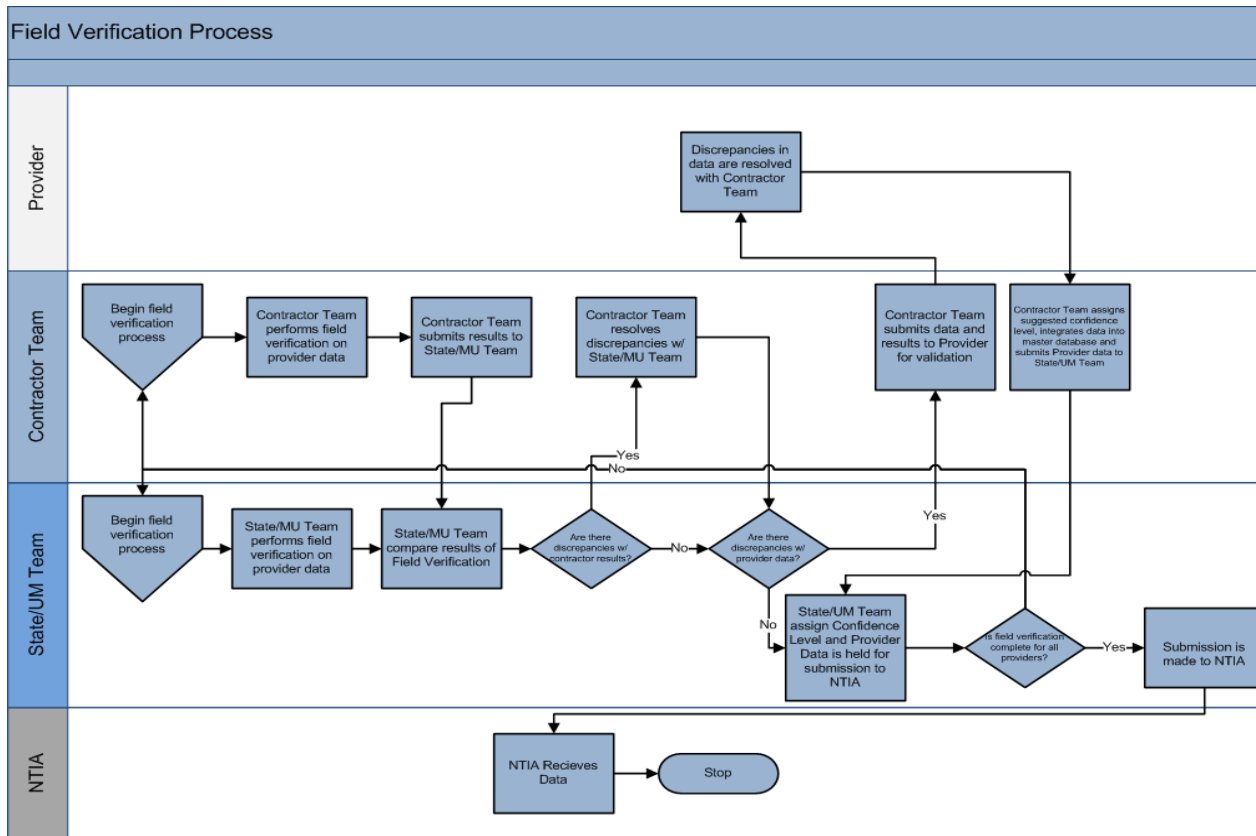 Field Verification Process
Provider
Discrepancies in
data are resolved
with Contractor
Team
Contractor Team
Begin field
verification
process
Contractor Team
performs field
verification on
provider data
Contractor Team
submits results to
State/MU Team
Contractor Team
resolves
discrepancies w/
State/MU Team
Contractor Team
submits data and
results to Provider
for validation
Contractor Team assigns
suggested confidence
level, integrates data into
master database and
submits Provider data to
State/UM Team
Yes
No
State/UM Team
Begin field
verification
process
State/MU Team
performs field
verification on
provider data
State/MU Team
compare results of
Field Verification
Are there
discrepancies w/
contractor results?
No
Are there
discrepancies w/
provider data?
Yes
No
State/UM Team
assign Confidence
Level and Provider
Data is held for
submission to
NTIA
Is field verification
complete for all
providers?
Yes
Submission is
made to NTIA
NTIA
NTIA Recieves
Data
Stop